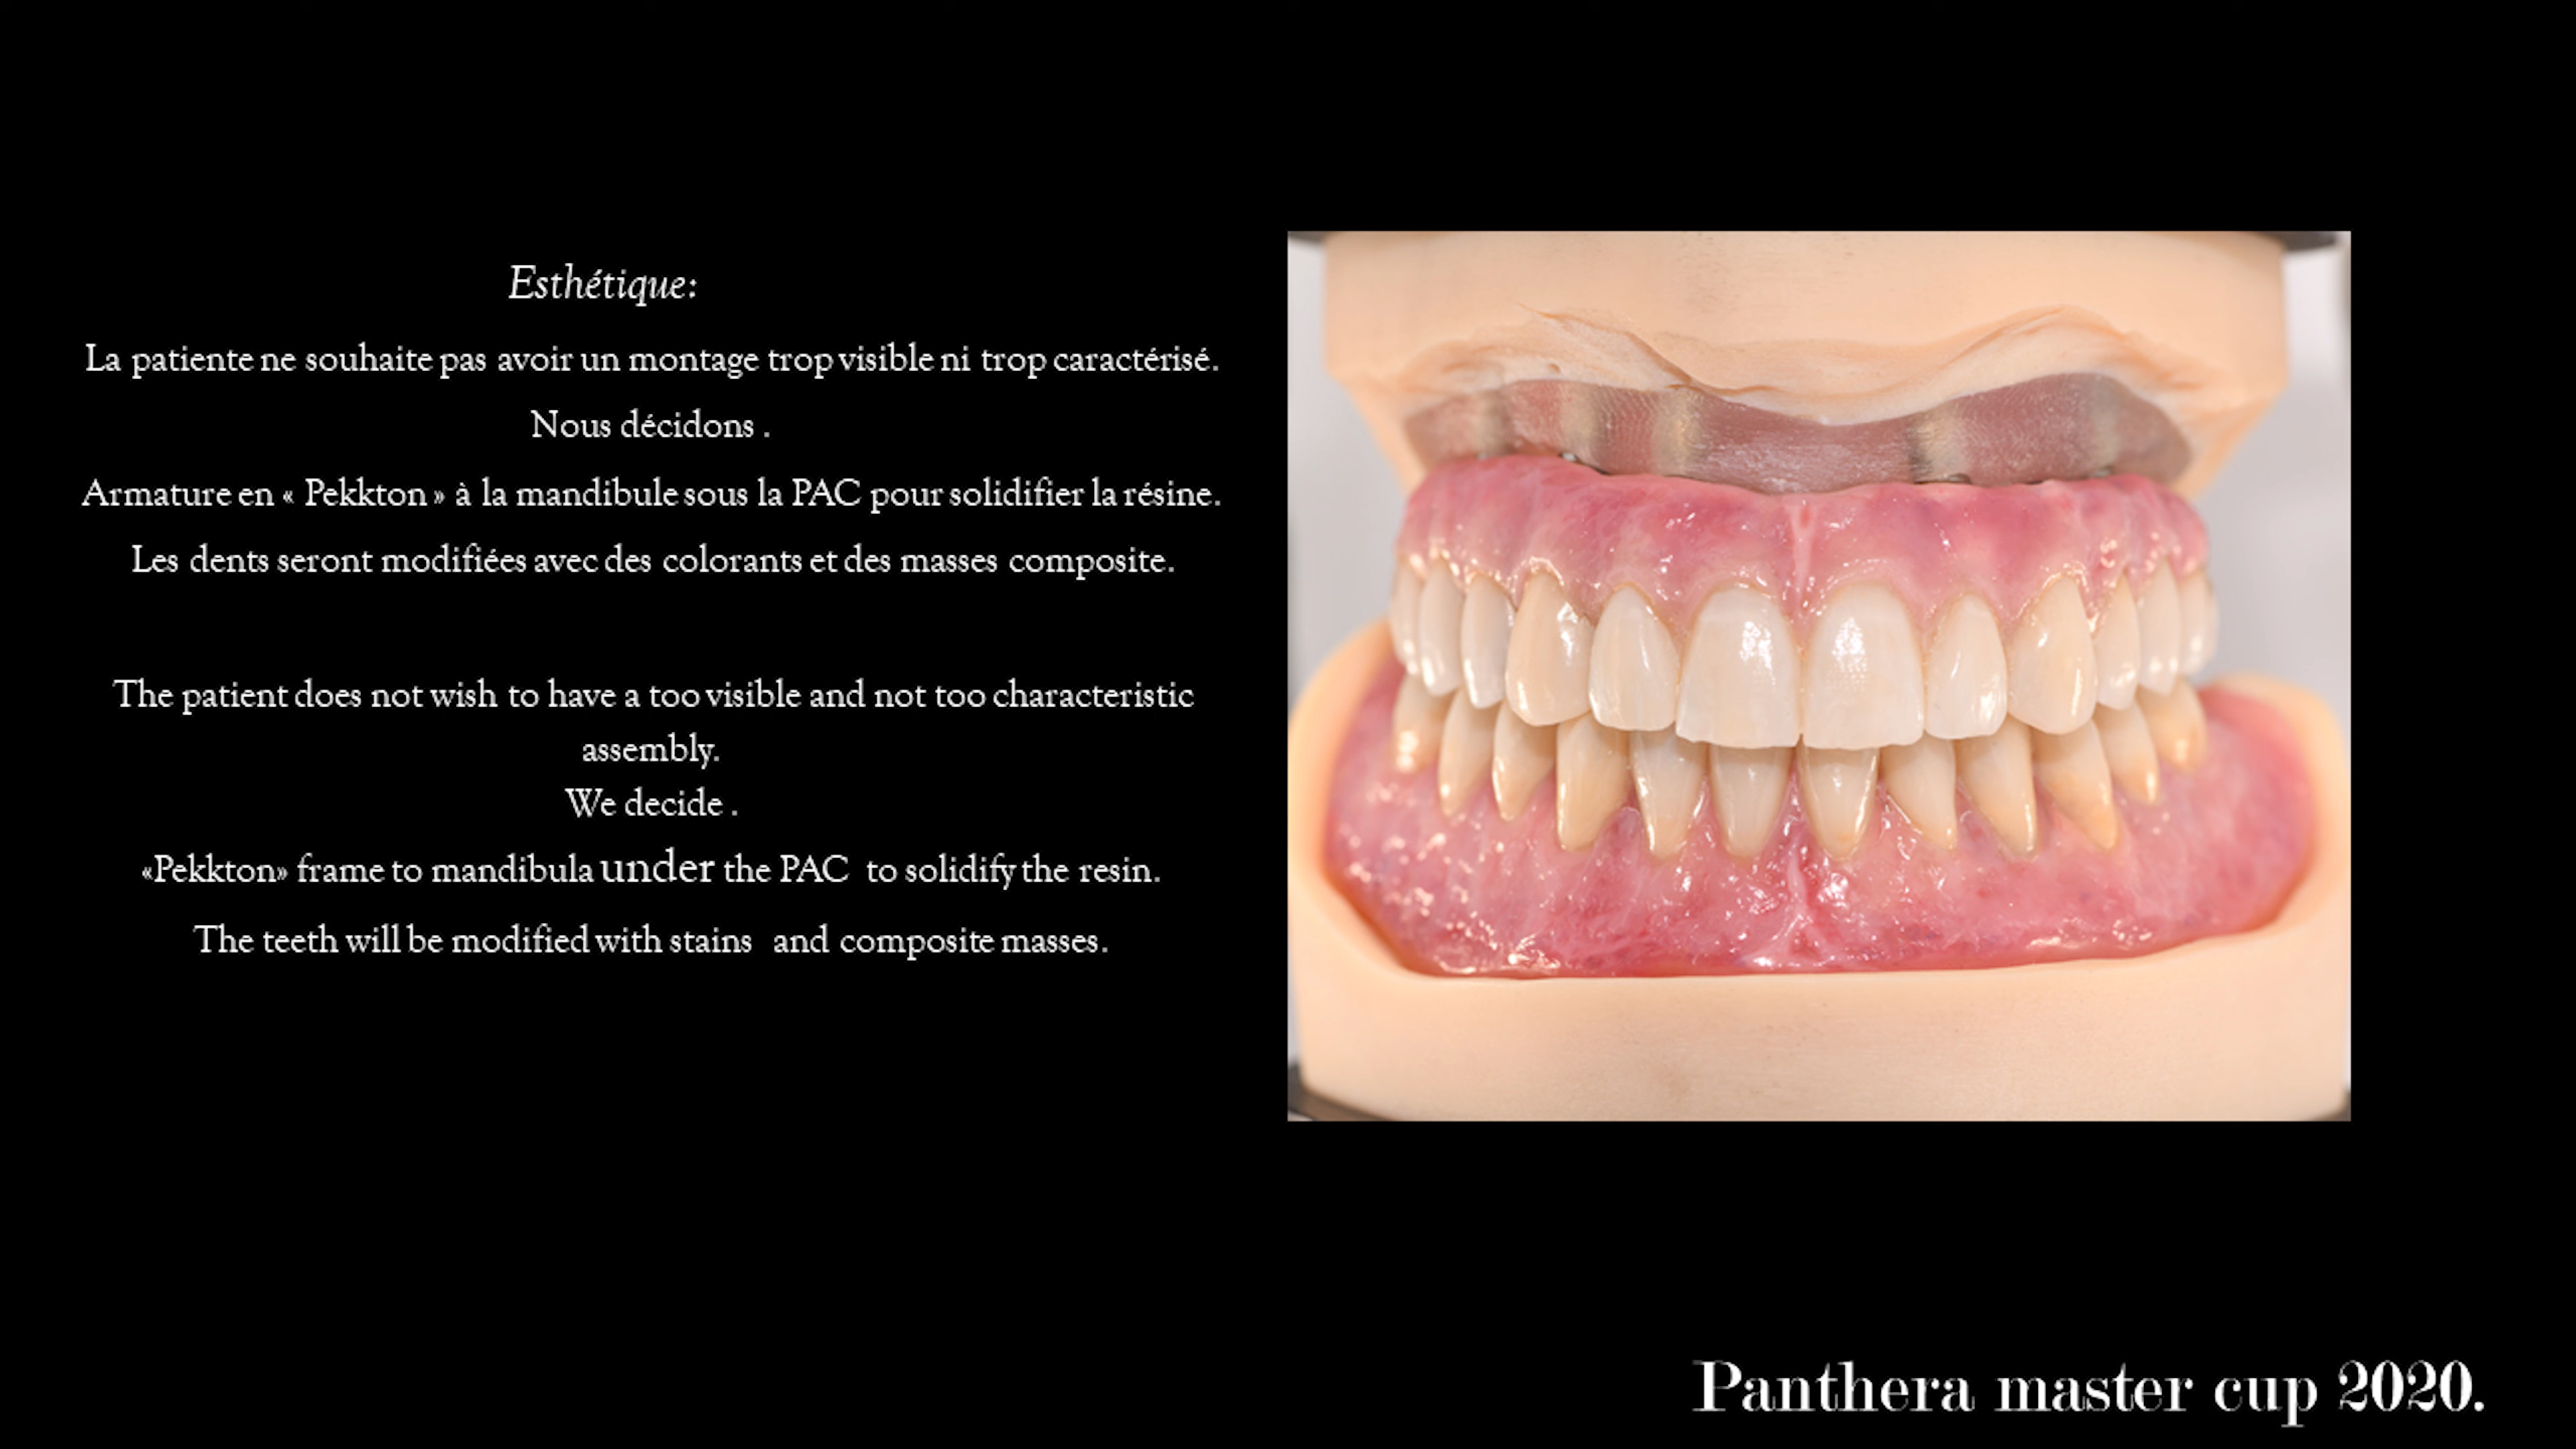 Esthétique:
La patiente ne souhaite pas avoir un montage trop visible ni trop caractérisé.
Nous décidons .
Armature en « Pekkton » à la mandibule sous la PAC pour solidifier la résine.
Les dents seront modifiées avec des colorants et des masses composite.
The patient does not wish to have a too visible and not too characteristic
assembly.
We decide .
«Pekkton» frame to mandibula under the PAC to solidify the resin.
The teeth will be modified with stains and composite masses.
Panthera master cup 2020.